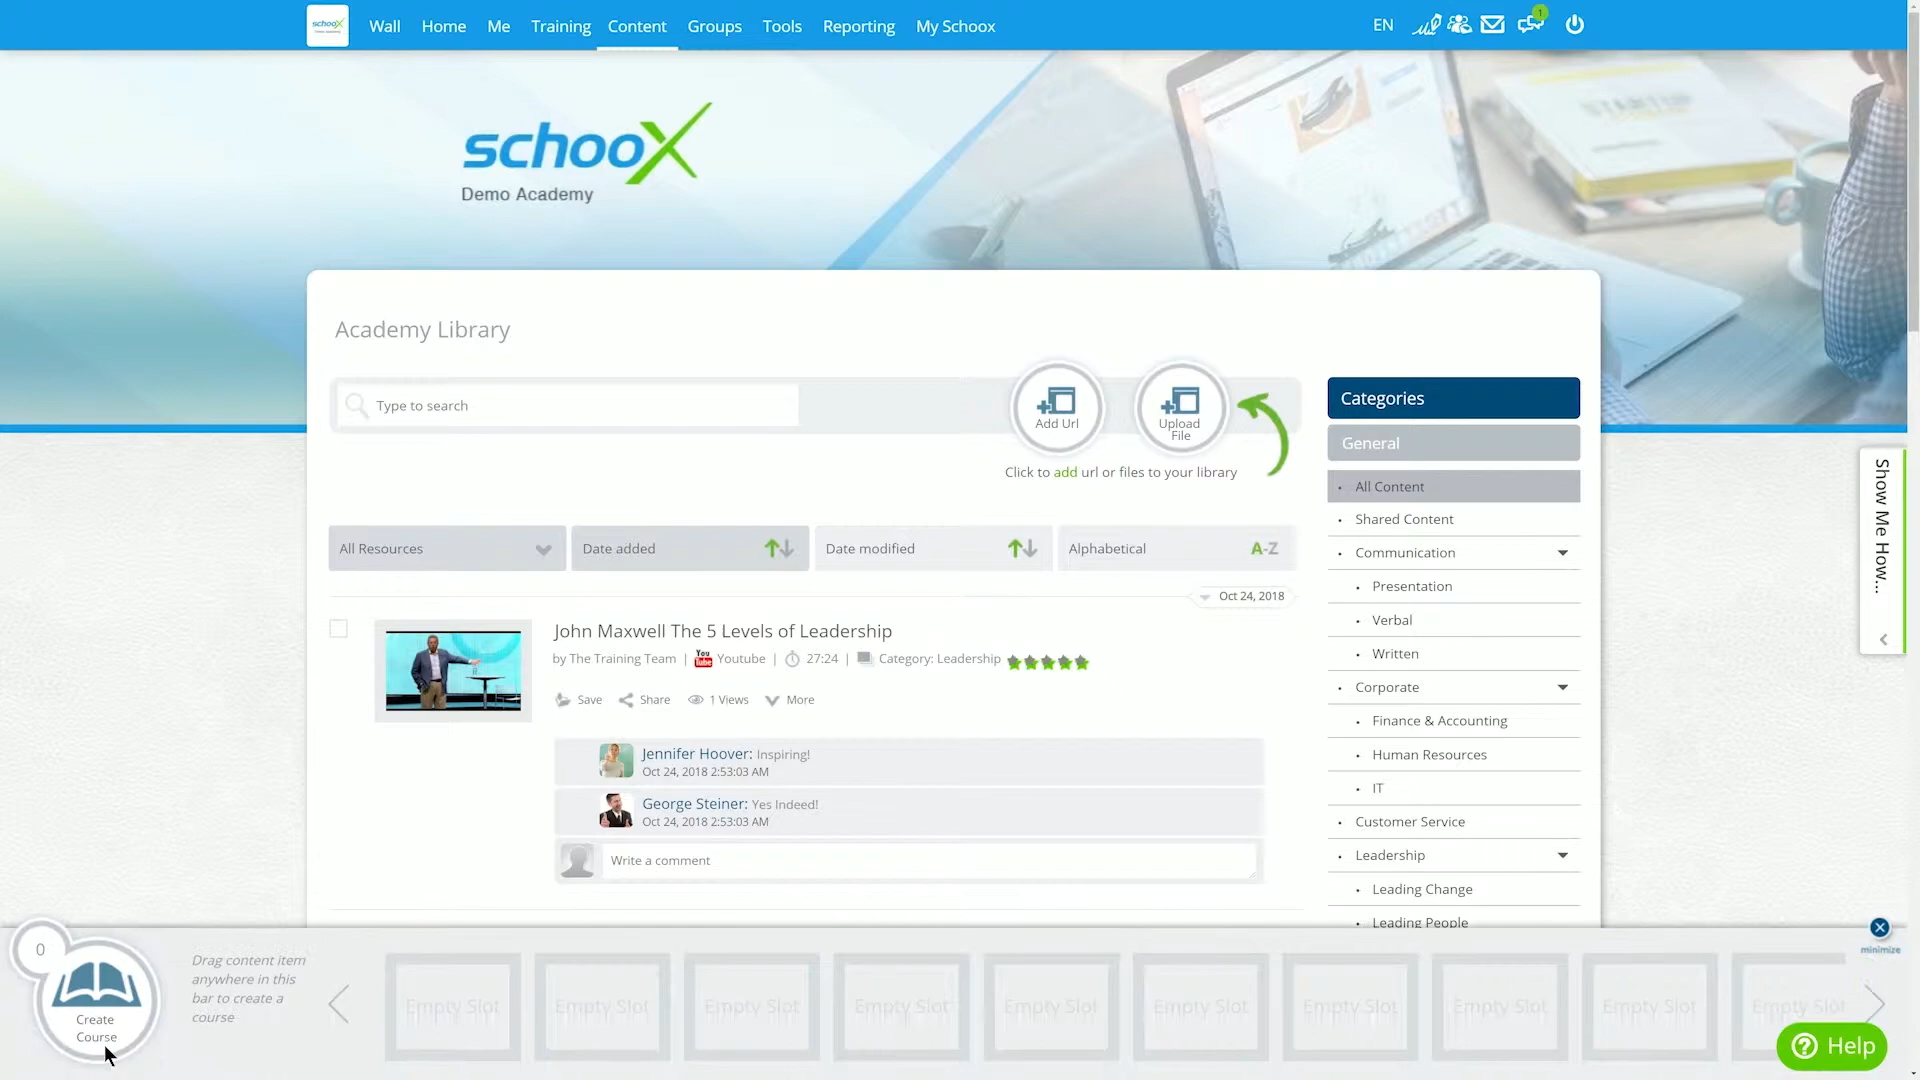 schoox
Demo Academy
Wall
Home
Me
Training
Content
Groups
Tools
Reporting
My Schoox
EN
1
schoox
Demo Academy
STARTUP
Academy Library
Type to search
Add Url
Upload
File
Click to add url or files to your library
All Resources
Date added
Date modified
Alphabetical
A-Z
Oct 24, 2018
John Maxwell The 5 Levels of Leadership
by The Training Team | You Tube Youtube | 27:24 | Category: Leadership
Save
Share
1 Views
More
Jennifer Hoover: Inspiring!
Oct 24, 2018 2:53:03 AM
George Steiner: Yes Indeed!
Oct 24, 2018 2:53:03 AM
Write a comment
Categories
General
All Content
Shared Content
Communication
Presentation
Verbal
Written
Corporate
Finance & Accounting
Human Resources
IT
Customer Service
Leadership
Leading Change
Leading People
Show Me How...
minimize
0
Create
Course
Drag content item
anywhere in this
bar to create a
course
Empty Slot
Empty Slot
Empty Slot
Empty Slot
Empty Slot
Empty Slot
Empty Slot
Empty Slot
Empty Slot
Empty Slot
Help